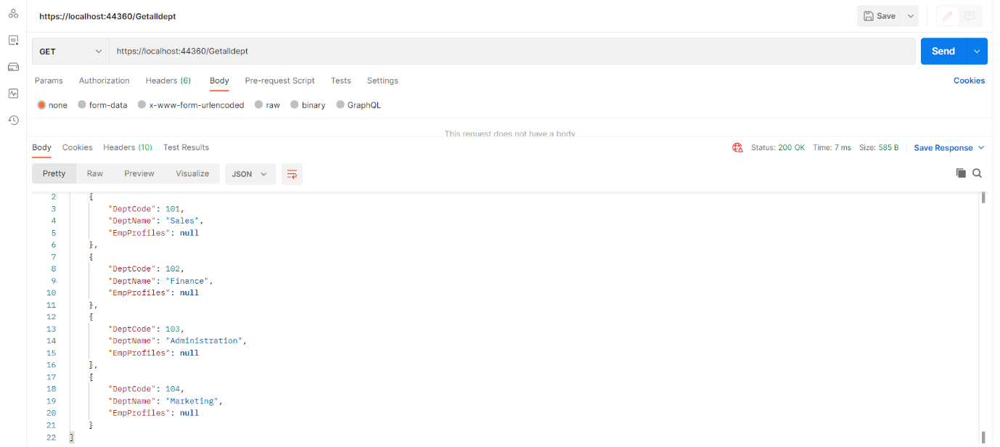 https://localhost:44360/Getalldept
Save
GET https://localhost:44360/Getalldept Send
Params Authorization Headers (6) Body Pre-request Script Tests Settings Cookies
none form-data x-www-form-urlencoded raw binary GraphQL
This request does not have a body
Body Cookies Headers (10) Test Results Status: 200 OK Time: 7 ms Size: 585 B Save Response
Pretty Raw Preview Visualize JSON
2 {
3 "DeptCode": 101,
4 "DeptName": "Sales",
5 "EmpProfiles": null
6 },
7 {
8 "DeptCode": 102,
9 "DeptName": "Finance",
10 "EmpProfiles": null
11 },
12 {
13 "DeptCode": 103,
14 "DeptName": "Administration",
15 "EmpProfiles": null
16 },
17 {
18 "DeptCode": 104,
19 "DeptName": "Marketing",
20 "EmpProfiles": null
21 }
22 ]